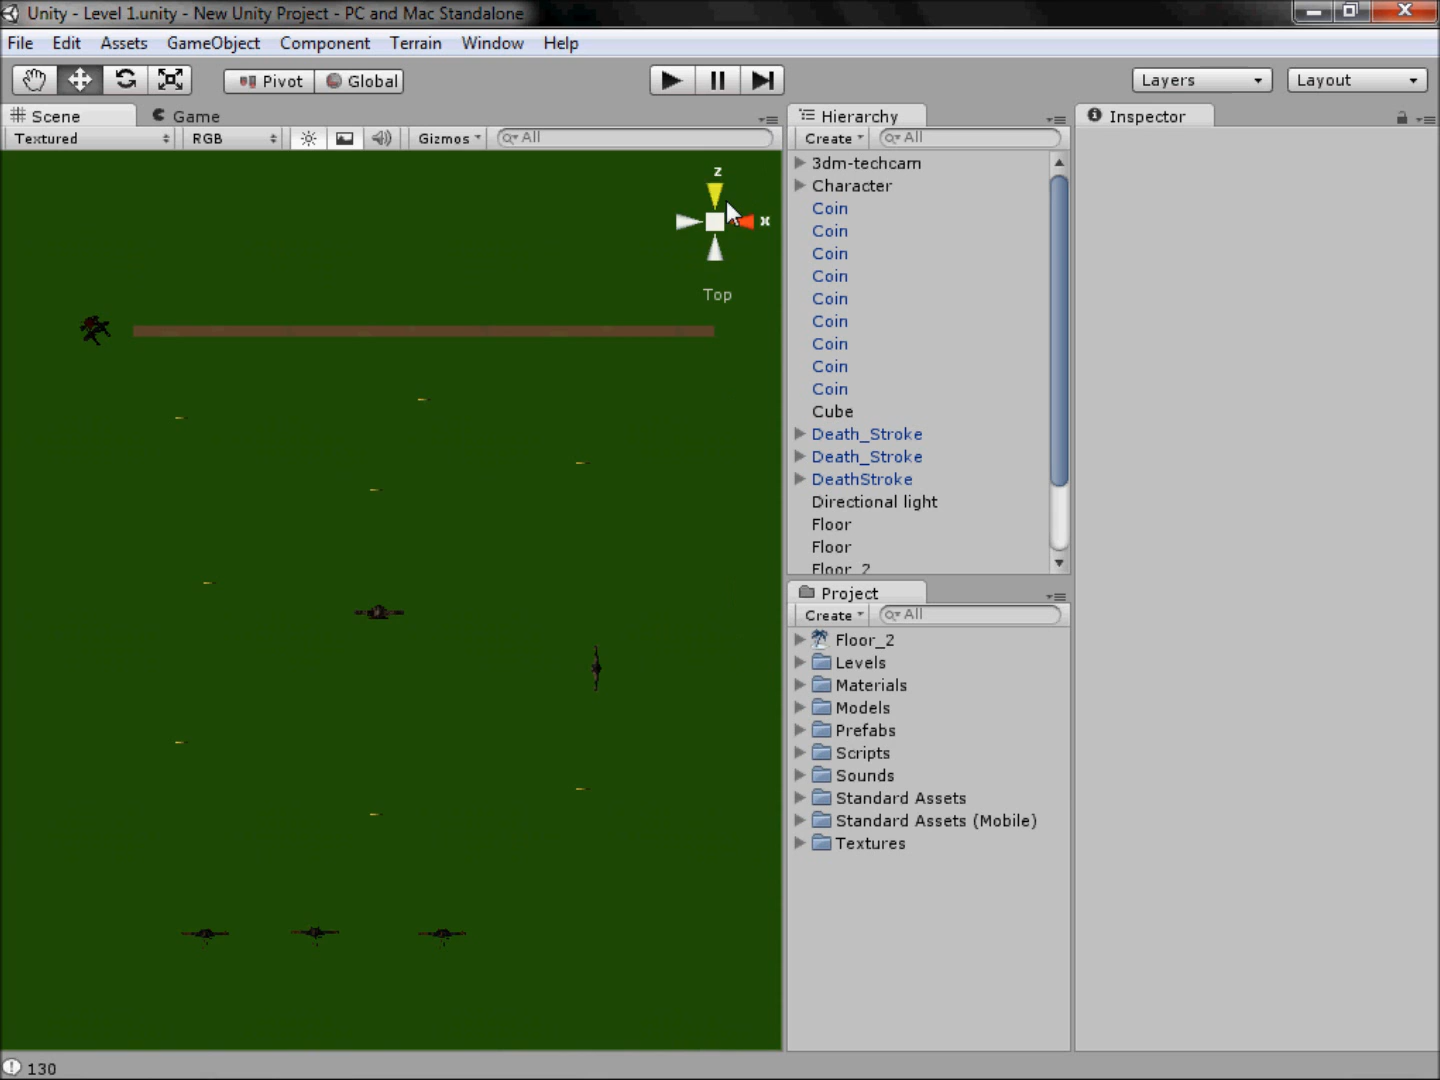 Unity - Level 1.unity - New Unity Project - PC and Mac Standalone
File Edit Assets GameObject Component Terrain Window Help
Pivot Global Layers Layout
Scene Game
Textured RGB Gizmos All
z
x
Top
Hierarchy
Create All
3dm-techcam
Character
Coin
Coin
Coin
Coin
Coin
Coin
Coin
Coin
Coin
Cube
Death_Stroke
Death_Stroke
DeathStroke
Directional light
Floor
Floor
Floor_2
Project
Create All
Floor_2
Levels
Materials
Models
Prefabs
Scripts
Sounds
Standard Assets
Standard Assets (Mobile)
Textures
Inspector
130